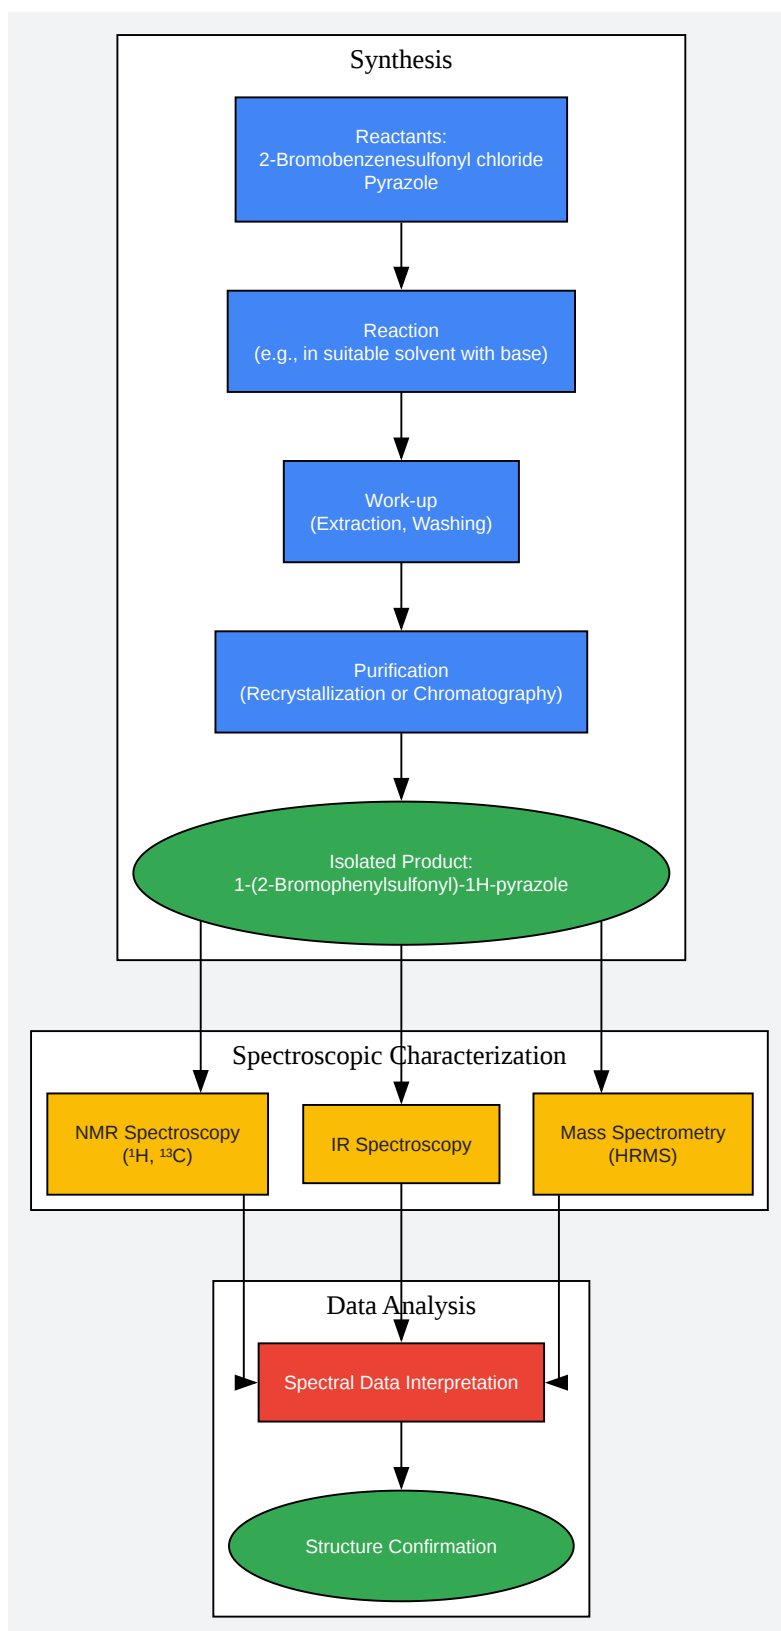 Synthesis
Reactants:
2-Bromobenzenesulfonyl chloride
Pyrazole
Reaction
(e.g., in suitable solvent with base)
Work-up
(Extraction, Washing)
Purification
(Recrystallization or Chromatography)
Isolated Product:
1-(2-Bromophenylsulfonyl)-1H-pyrazole
Spectroscopic Characterization
NMR Spectroscopy
(¹H, ¹³C)
IR Spectroscopy
Mass Spectrometry
(HRMS)
Data Analysis
Spectral Data Interpretation
Structure Confirmation